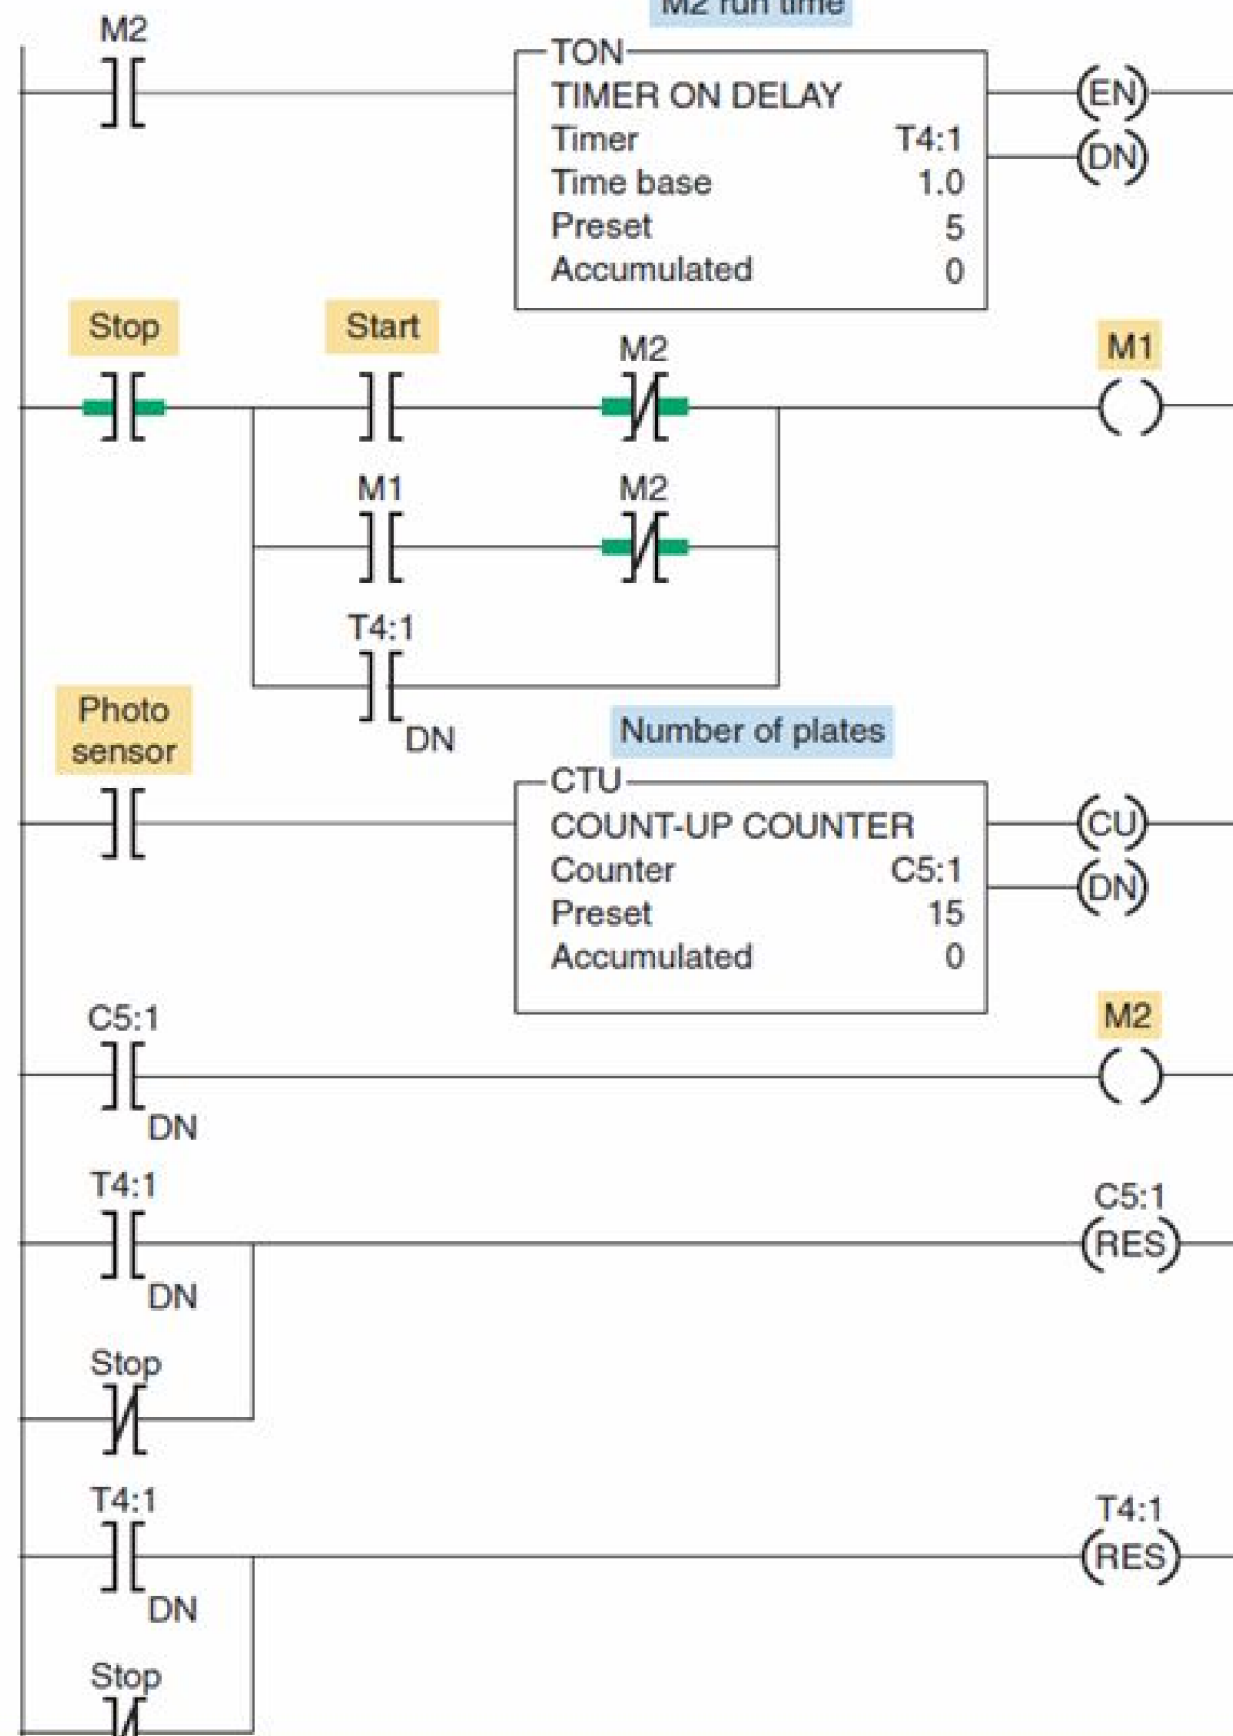 M2 run time
M2
TON
TIMER ON DELAY
Timer T4:1
Time base 1.0
Preset 5
Accumulated 0
EN
DN
Stop
Start
M2
M1
M1
M2
T4:1
DN
Photo
sensor
Number of plates
CTU
COUNT-UP COUNTER
Counter C5:1
Preset 15
Accumulated 0
CU
DN
C5:1
DN
M2
T4:1
DN
C5:1
RES
Stop
T4:1
DN
T4:1
RES
Stop